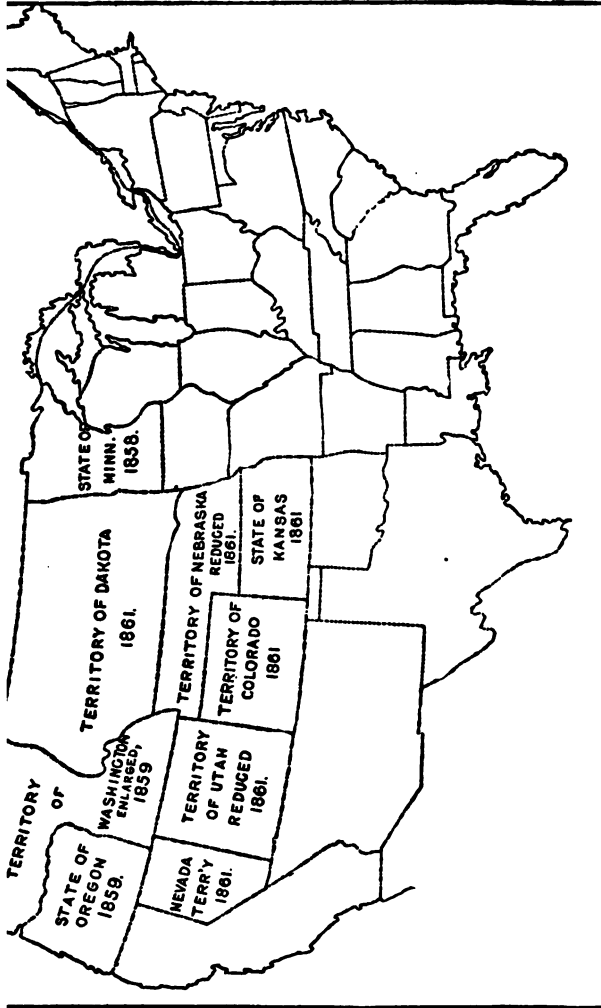 STATE OF
MINN.
1858.
TERRITORY OF DAKOTA
1861.
TERRITORY OF
WASHINGTON
ENLARGED,
1859
STATE OF
OREGON
1859.
TERRITORY OF NEBRASKA
REDUCED
1861.
STATE OF
KANSAS
1861
TERRITORY OF
COLORADO
1861
TERRITORY
OF UTAH
REDUCED
1861.
NEVADA
TERR'Y
1861.